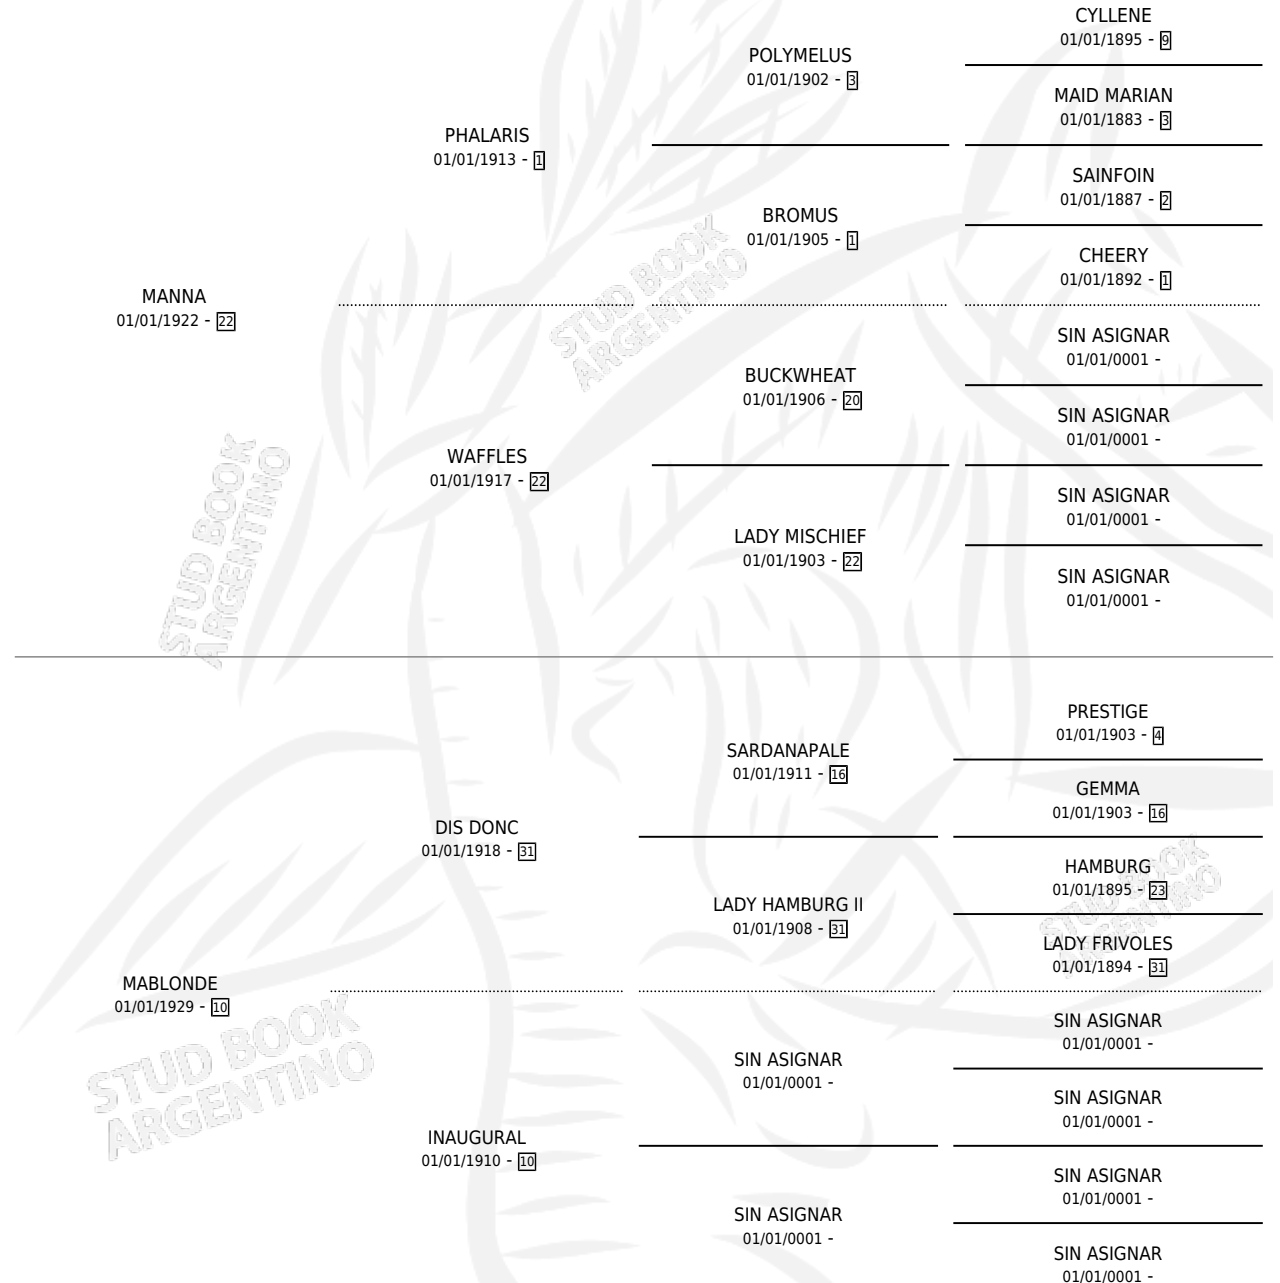 CYLLENE
01/01/1895 - 9
POLYMELUS
01/01/1902 - 3
MAID MARIAN
01/01/1883 - 3
PHALARIS
01/01/1913 - 1
SAINFOIN
01/01/1887 - 2
BROMUS
01/01/1905 - 1
CHEERY
01/01/1892 - 1
MANNA
01/01/1922 - 22
SIN ASIGNAR
01/01/0001 -
BUCKWHEAT
01/01/1906 - 20
SIN ASIGNAR
01/01/0001 -
WAFFLES
01/01/1917 - 22
SIN ASIGNAR
01/01/0001 -
LADY MISCHIEF
01/01/1903 - 22
SIN ASIGNAR
01/01/0001 -
PRESTIGE
01/01/1903 - 4
SARDANAPALE
01/01/1911 - 16
GEMMA
01/01/1903 - 16
DIS DONC
01/01/1918 - 31
HAMBURG
01/01/1895 - 23
LADY HAMBURG II
01/01/1908 - 31
LADY FRIVOLES
01/01/1894 - 31
MABLONDE
01/01/1929 - 10
SIN ASIGNAR
01/01/0001 -
SIN ASIGNAR
01/01/0001 -
SIN ASIGNAR
01/01/0001 -
INAUGURAL
01/01/1910 - 10
SIN ASIGNAR
01/01/0001 -
SIN ASIGNAR
01/01/0001 -
SIN ASIGNAR
01/01/0001 -
STUD BOOK
ARGENTINO
STUD BOOK
ARGENTINO
STUD BOOK
ARGENTINO
STUD BOOK
ARGENTINO